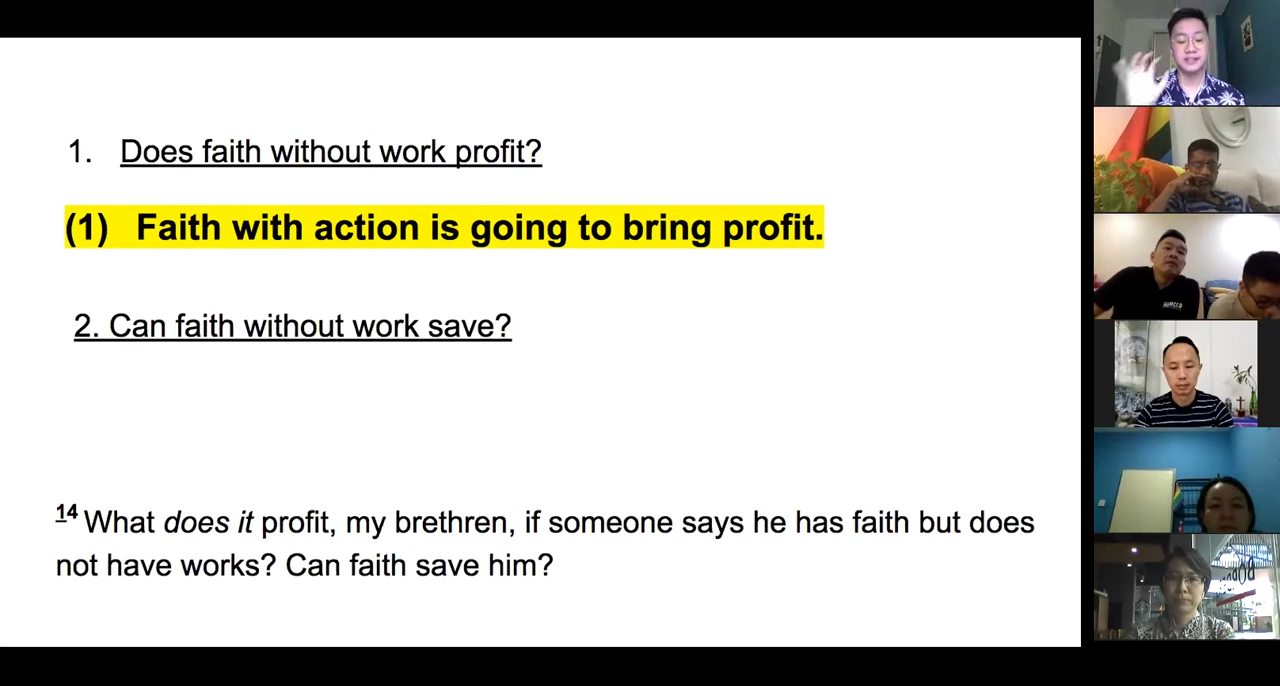 1. Does faith without work profit?
(1) Faith with action is going to bring profit.
2. Can faith without work save?
14 What does it profit, my brethren, if someone says he has faith but does
not have works? Can faith save him?